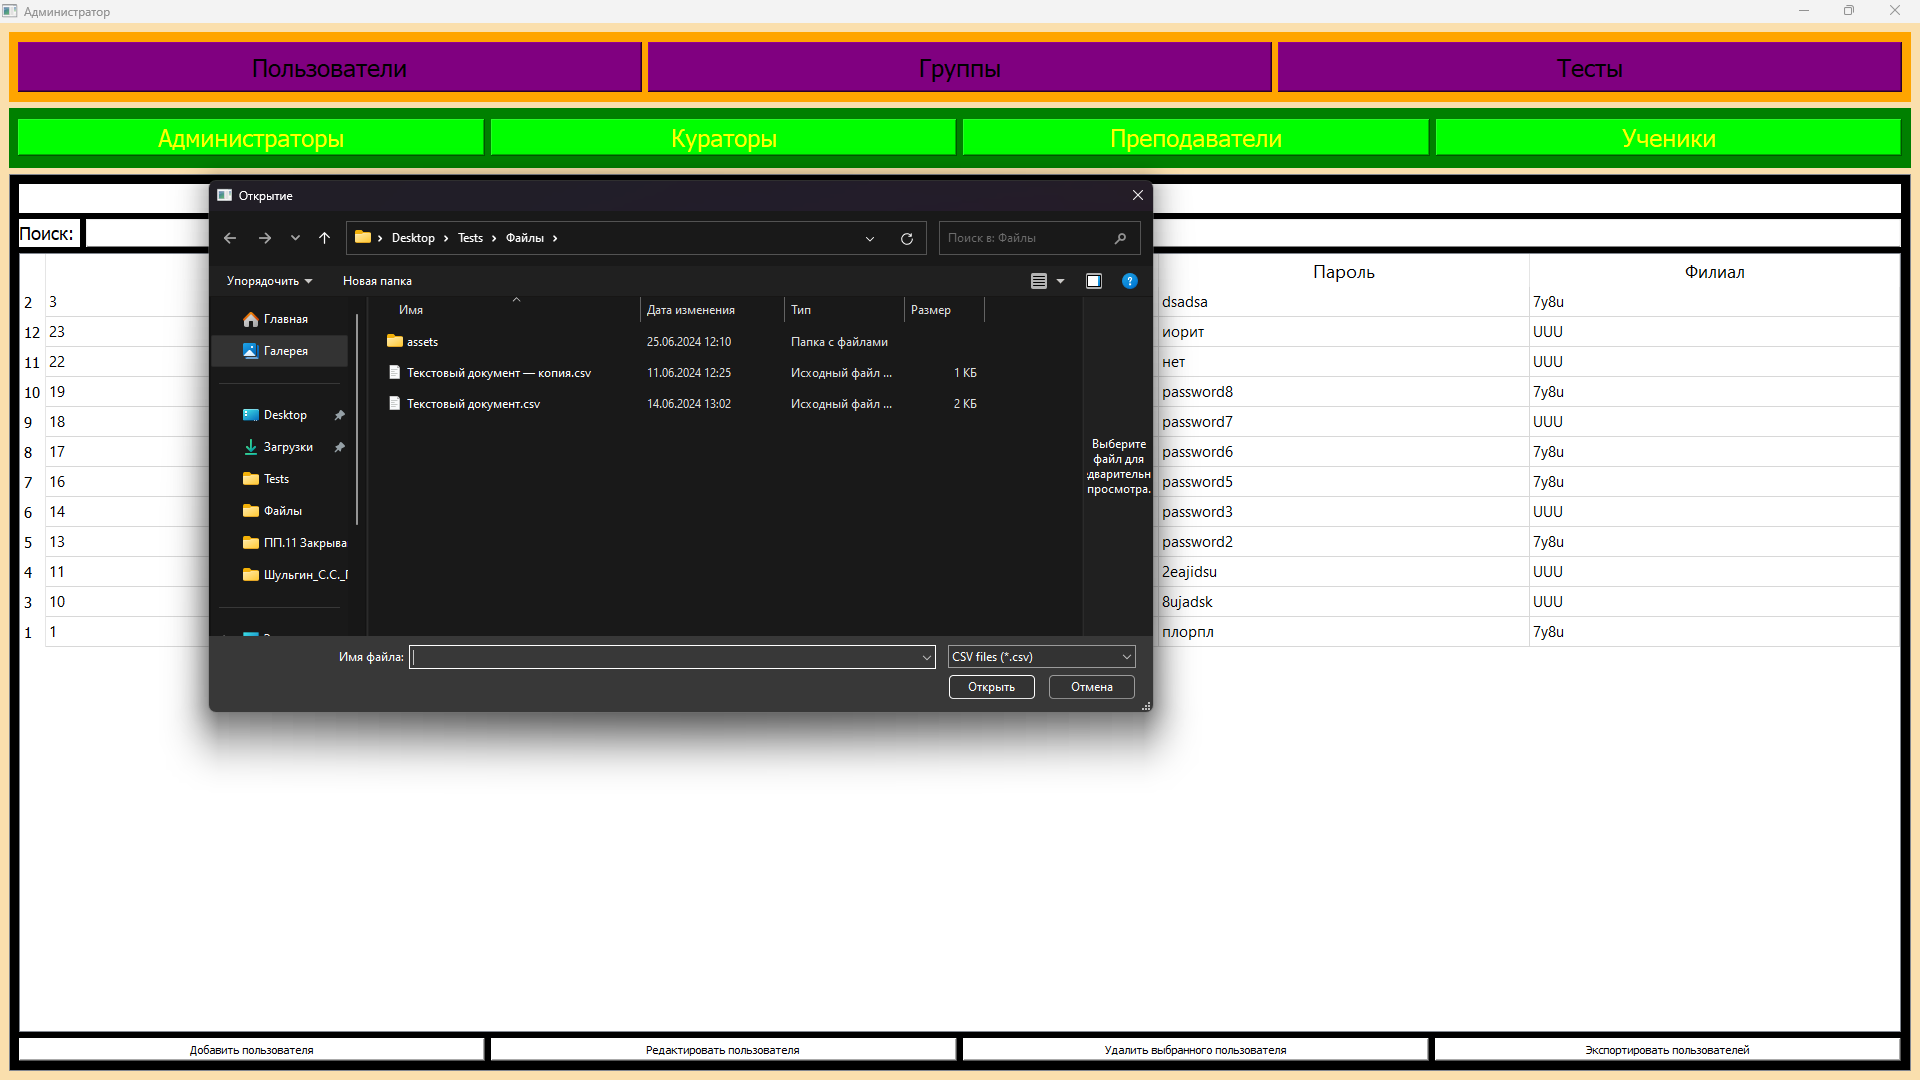 Администратор
Пользователи Группы Тесты
Администраторы Кураторы Преподаватели Ученики
Открытие
Поиск:
Desktop Tests Файлы Поиск в: Файлы
Упорядочить Новая папка
Пароль Филиал
Имя Дата изменения Тип Размер
Главная
Галерея
Desktop
Загрузки
Tests
Файлы
ПП.11 Закрыва
Шульгин_С.С._
assets 25.06.2024 12:10 Папка с файлами
Текстовый документ — копия.csv 11.06.2024 12:25 Исходный файл ... 1 КБ
Текстовый документ.csv 14.06.2024 13:02 Исходный файл ... 2 КБ
Выберите
файл для
дварительн
просмотра.
Имя файла: CSV files (*.csv)
Открыть Отмена
2 3 dsadsa 7y8u
12 23 иорит UUU
11 22 нет UUU
10 19 password8 7y8u
9 18 password7 UUU
8 17 password6 7y8u
7 16 password5 7y8u
6 14 password3 UUU
5 13 password2 7y8u
4 11 2eajidsu UUU
3 10 8ujadsk UUU
1 1 плорпл 7y8u
Добавить пользователя Редактировать пользователя Удалить выбранного пользователя Экспортировать пользователей